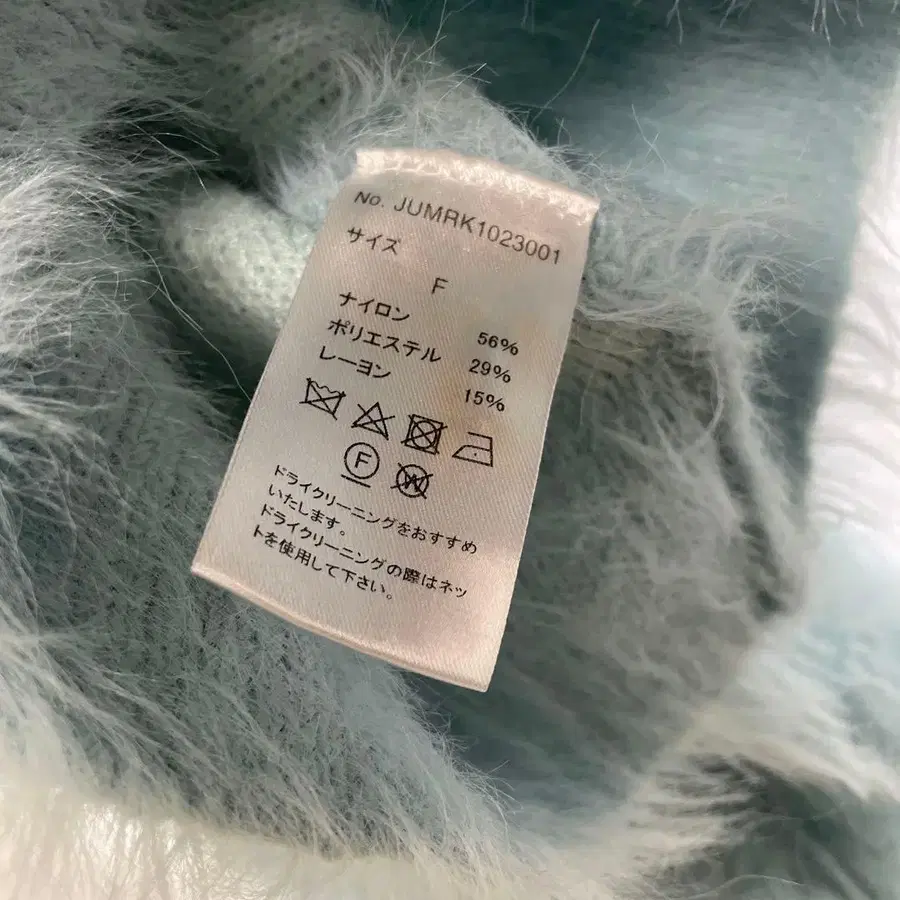 No. JUMRK1023001
サイズ
F
ナイロン 56%
ポリエステル 29%
レーヨン 15%
F W
ドライクリーニングをおすすめ
いたします。
ドライクリーニングの際はネッ
トを使用して下さい。